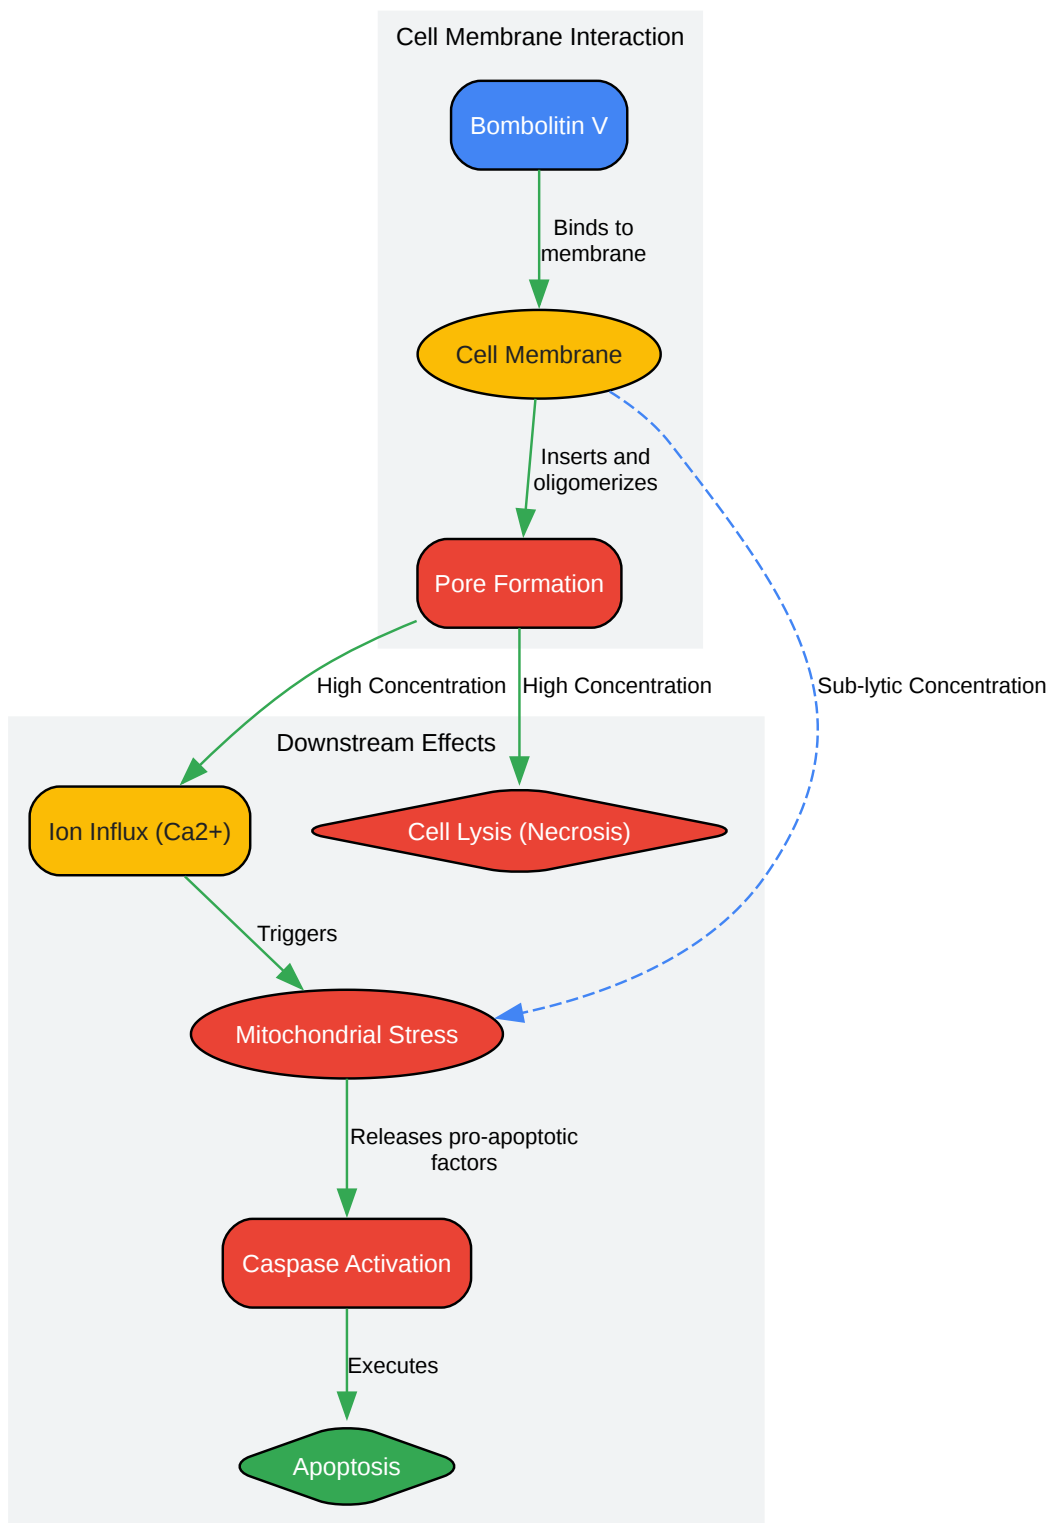 Cell Membrane Interaction
Bombolitin V
Binds to
membrane
Cell Membrane
Inserts and
oligomerizes
Pore Formation
High Concentration
High Concentration
Sub-lytic Concentration
Downstream Effects
Ion Influx (Ca2+)
Cell Lysis (Necrosis)
Triggers
Mitochondrial Stress
Releases pro-apoptotic
factors
Caspase Activation
Executes
Apoptosis